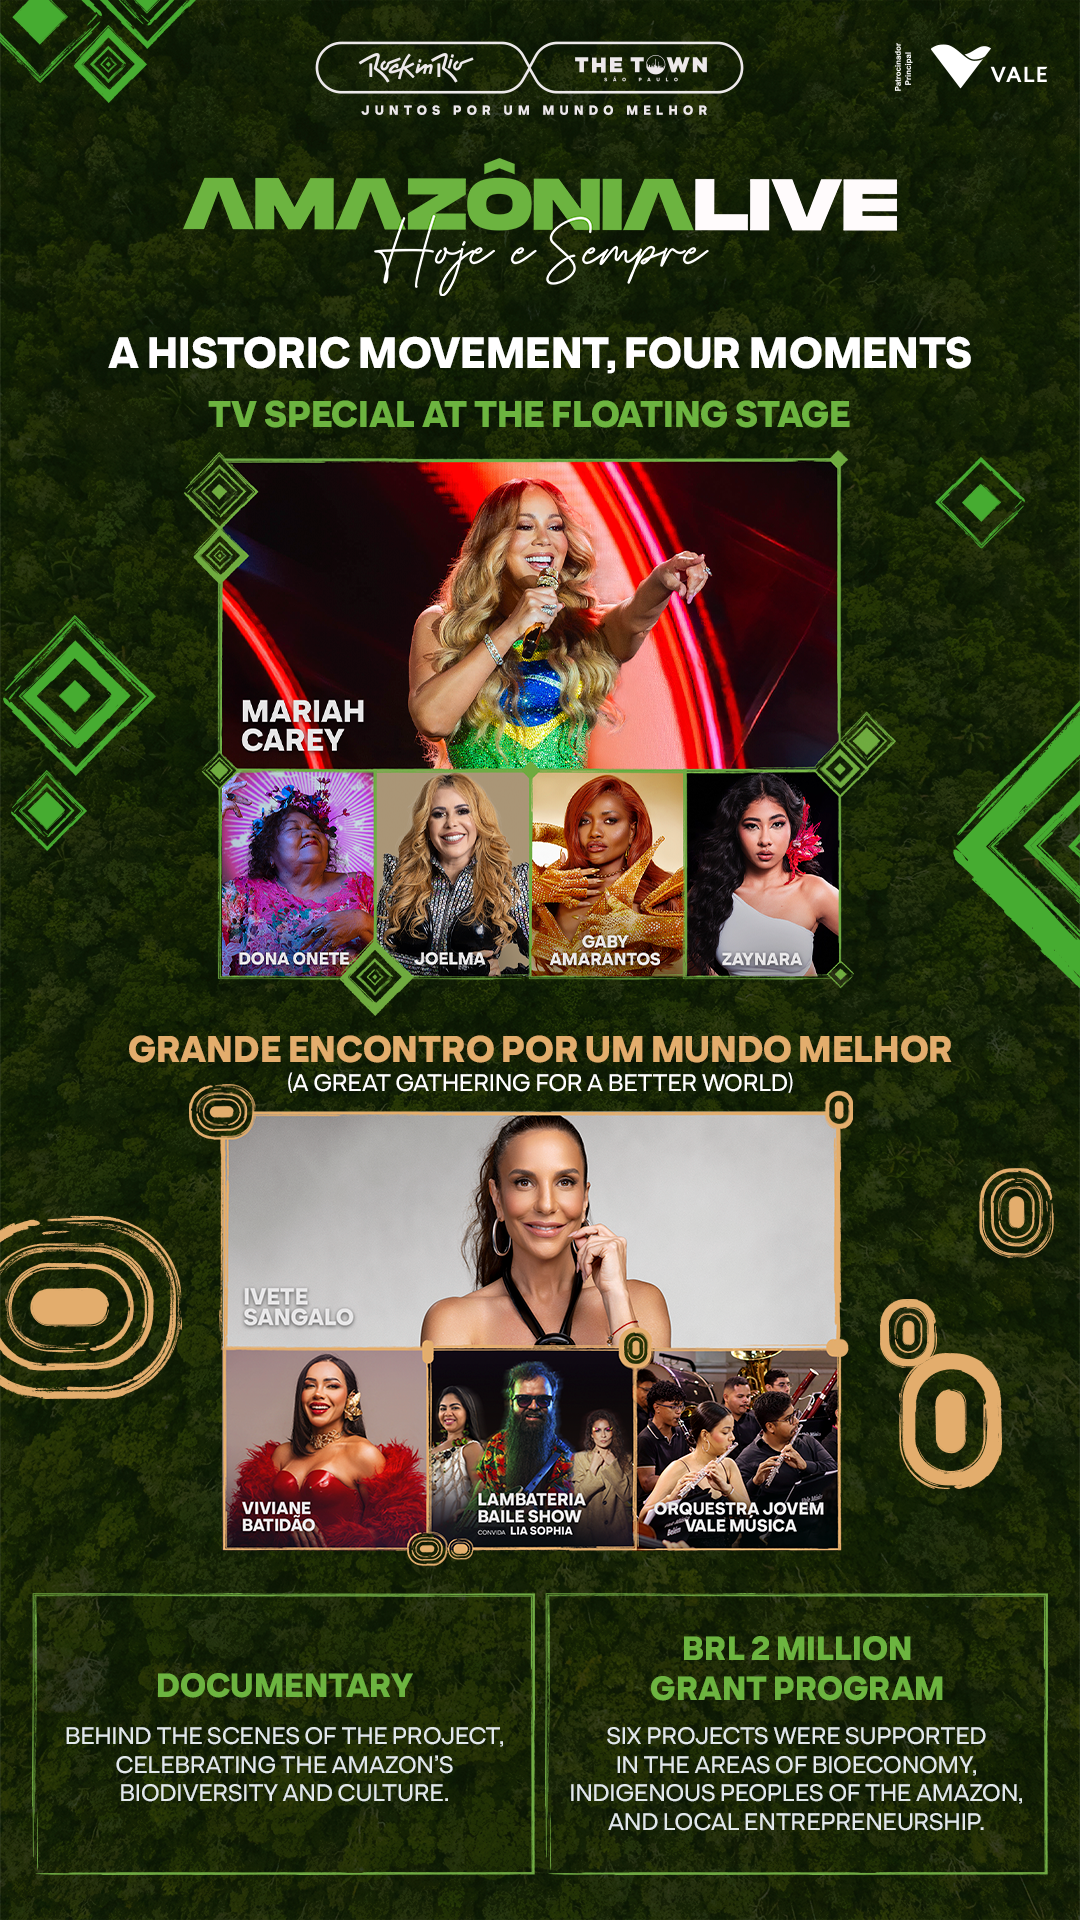 Rock in Rio
THE TOWN
SÃO PAULO
JUNTOS POR UM MUNDO MELHOR
Patrocinador
Principal
VALE
AMAZÔNIALIVE
Hoje e Sempre
A HISTORIC MOVEMENT, FOUR MOMENTS
TV SPECIAL AT THE FLOATING STAGE
MARIAH
CAREY
DONA ONETE
JOELMA
GABY
AMARANTOS
ZAYNARA
GRANDE ENCONTRO POR UM MUNDO MELHOR
(A GREAT GATHERING FOR A BETTER WORLD)
IVETE
SANGALO
VIVIANE
BATIDÃO
LAMBATERIA
BAILE SHOW
CONVIDA LIA SOPHIA
ORQUESTRA JOVEM
VALE MÚSICA
DOCUMENTARY
BEHIND THE SCENES OF THE PROJECT,
CELEBRATING THE AMAZON'S
BIODIVERSITY AND CULTURE.
BRL 2 MILLION
GRANT PROGRAM
SIX PROJECTS WERE SUPPORTED
IN THE AREAS OF BIOECONOMY,
INDIGENOUS PEOPLES OF THE AMAZON,
AND LOCAL ENTREPRENEURSHIP.